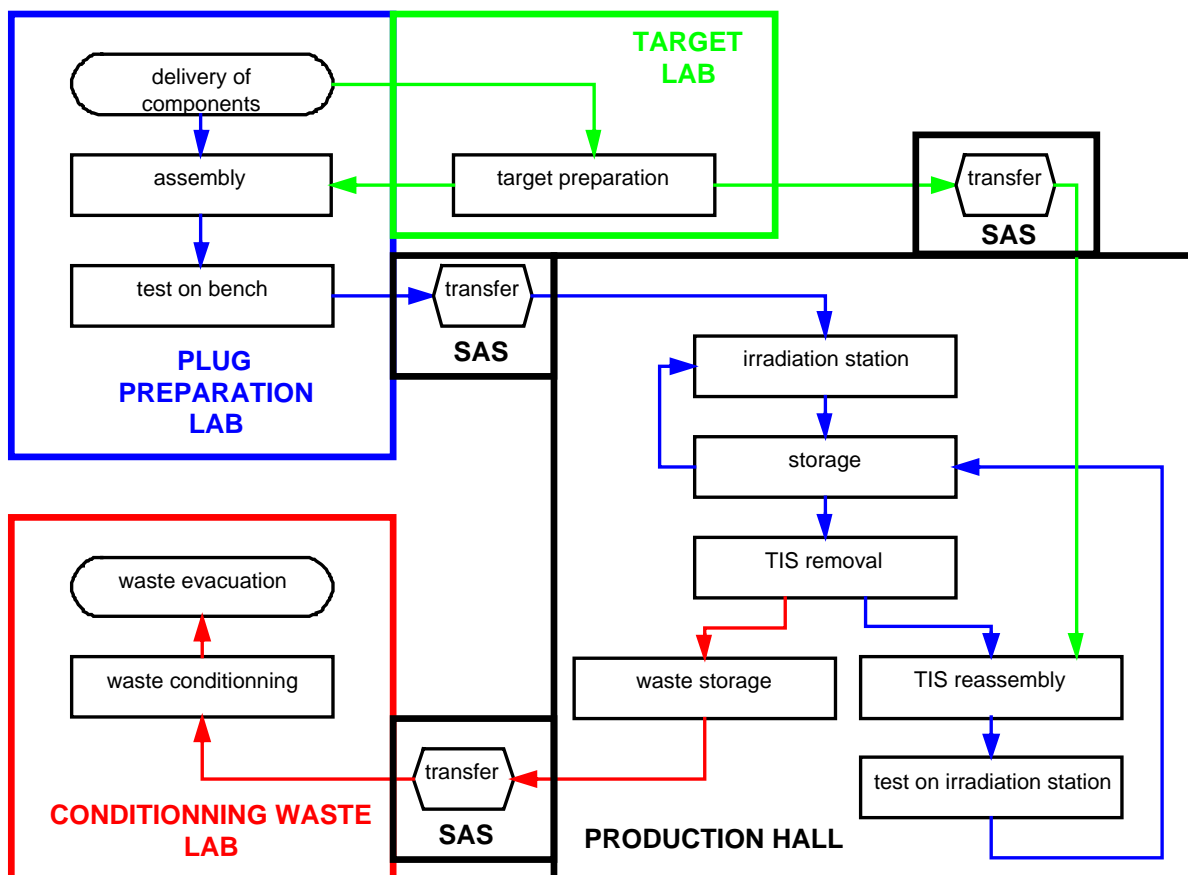 TARGET
LAB
delivery of
components
assembly
target preparation
transfer
SAS
test on bench
transfer
SAS
PLUG
PREPARATION
LAB
irradiation station
storage
TIS removal
waste evacuation
waste conditionning
waste storage
TIS reassembly
transfer
SAS
test on irradiation station
CONDITIONNING WASTE
LAB
PRODUCTION HALL